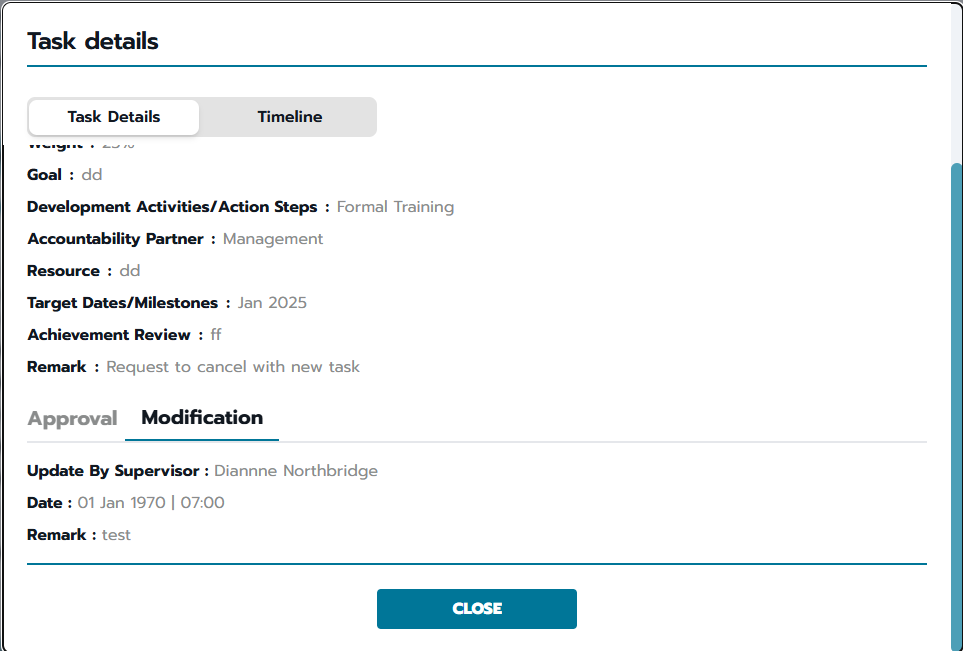 Task details
Task Details
Timeline
Weight : 25%
Goal : dd
Development Activities/Action Steps : Formal Training
Accountability Partner : Management
Resource : dd
Target Dates/Milestones : Jan 2025
Achievement Review : ff
Remark : Request to cancel with new task
Approval
Modification
Update By Supervisor : Diannne Northbridge
Date : 01 Jan 1970 | 07:00
Remark : test
CLOSE